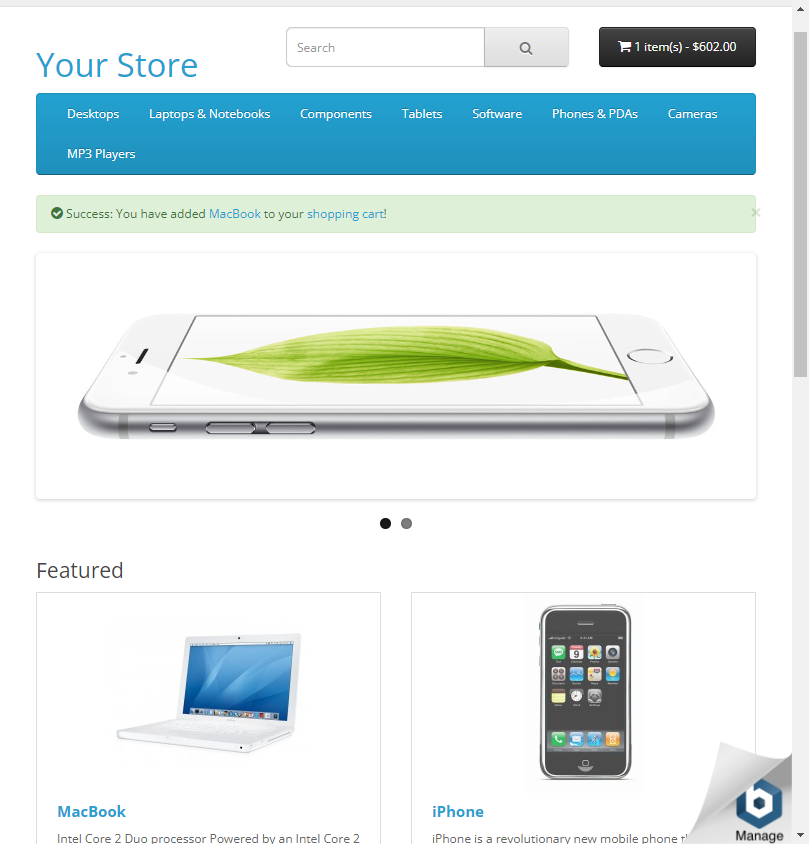 Your Store
Search
1 item(s) - $602.00
Desktops
Laptops & Notebooks
Components
Tablets
Software
Phones & PDAs
Cameras
MP3 Players
Success: You have added MacBook to your shopping cart!
×
Featured
MacBook
Intel Core 2 Duo processor Powered by an Intel Core 2
iPhone
iPhone is a revolutionary new mobile phone
Manage